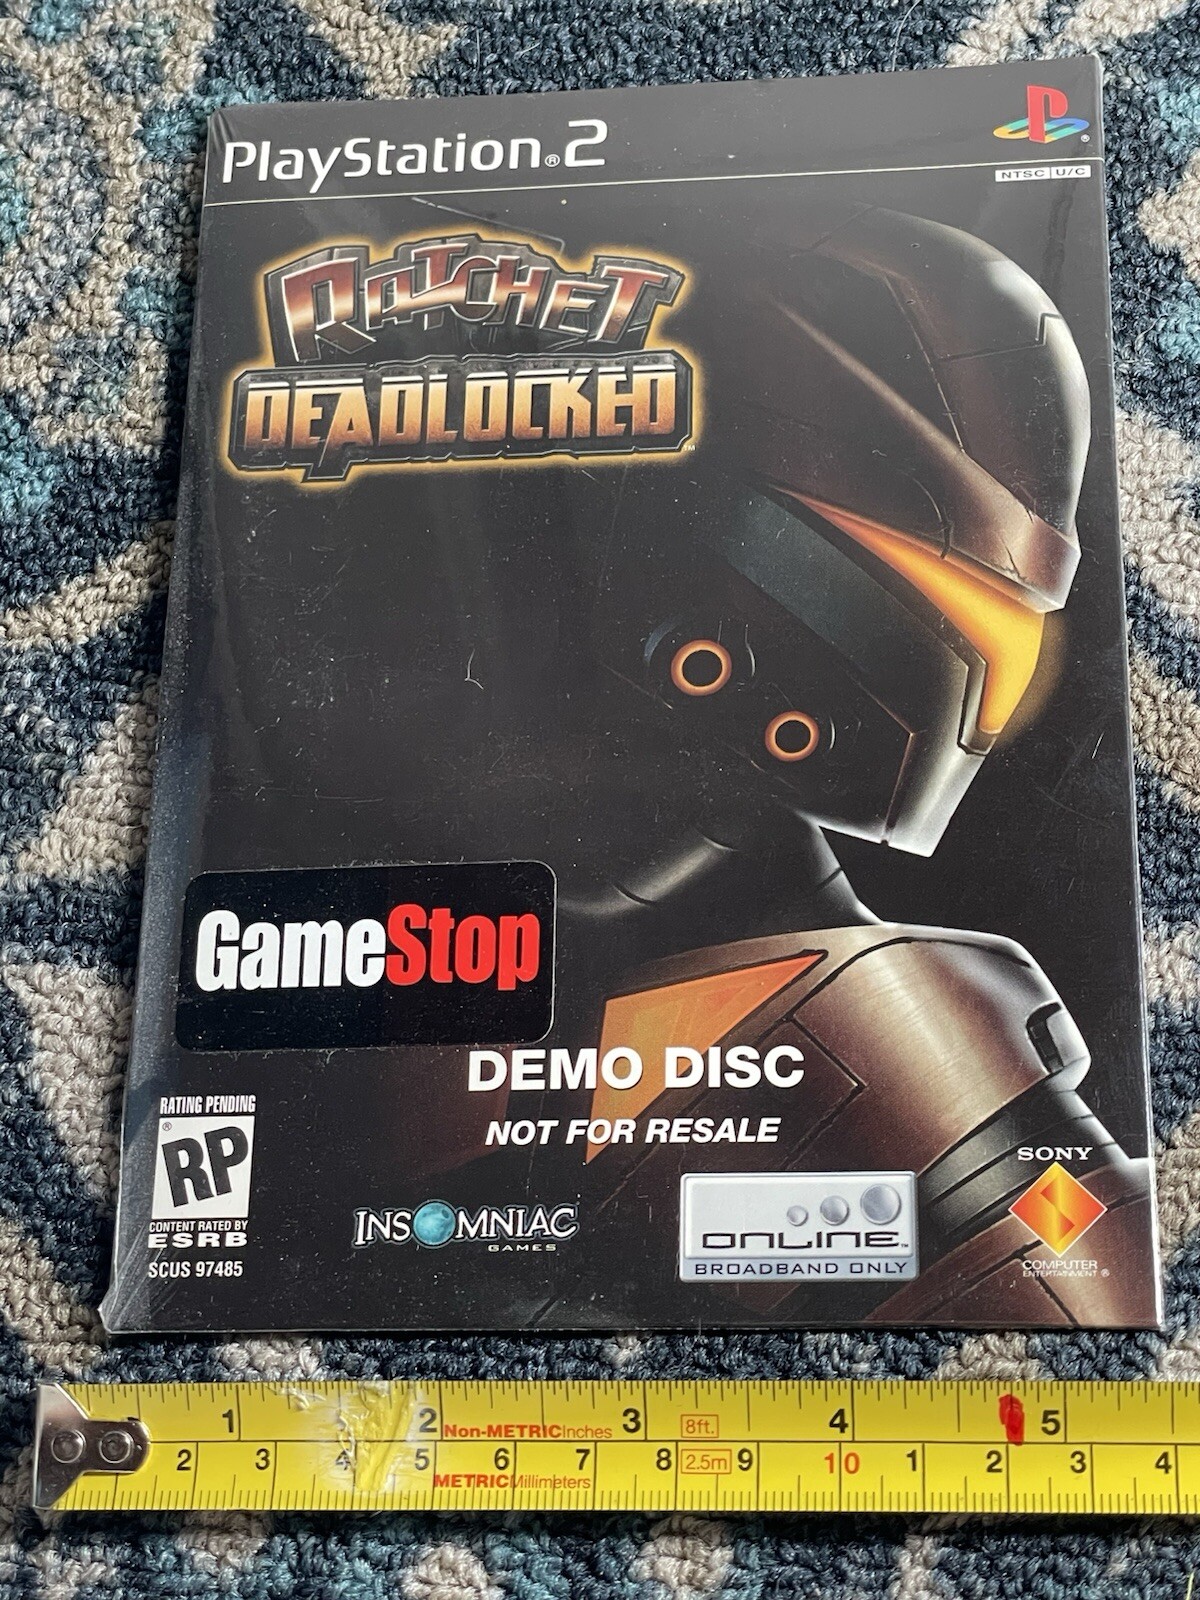 PlayStation®2
NTSC U/C
RATCHET
DEADLOCKED™
GameStop
DEMO DISC
NOT FOR RESALE
RATING PENDING
RP
CONTENT RATED BY
ESRB
SCUS 97485
INSOMNIAC
GAMES
ONLINE™
BROADBAND ONLY
SONY
COMPUTER
ENTERTAINMENT®
1 2 Non-METRIC Inches 3 8ft. 4 5
2 3 4 5 6 7 8 2.5m 9 10 1 2 3 4
METRIC Millimeters